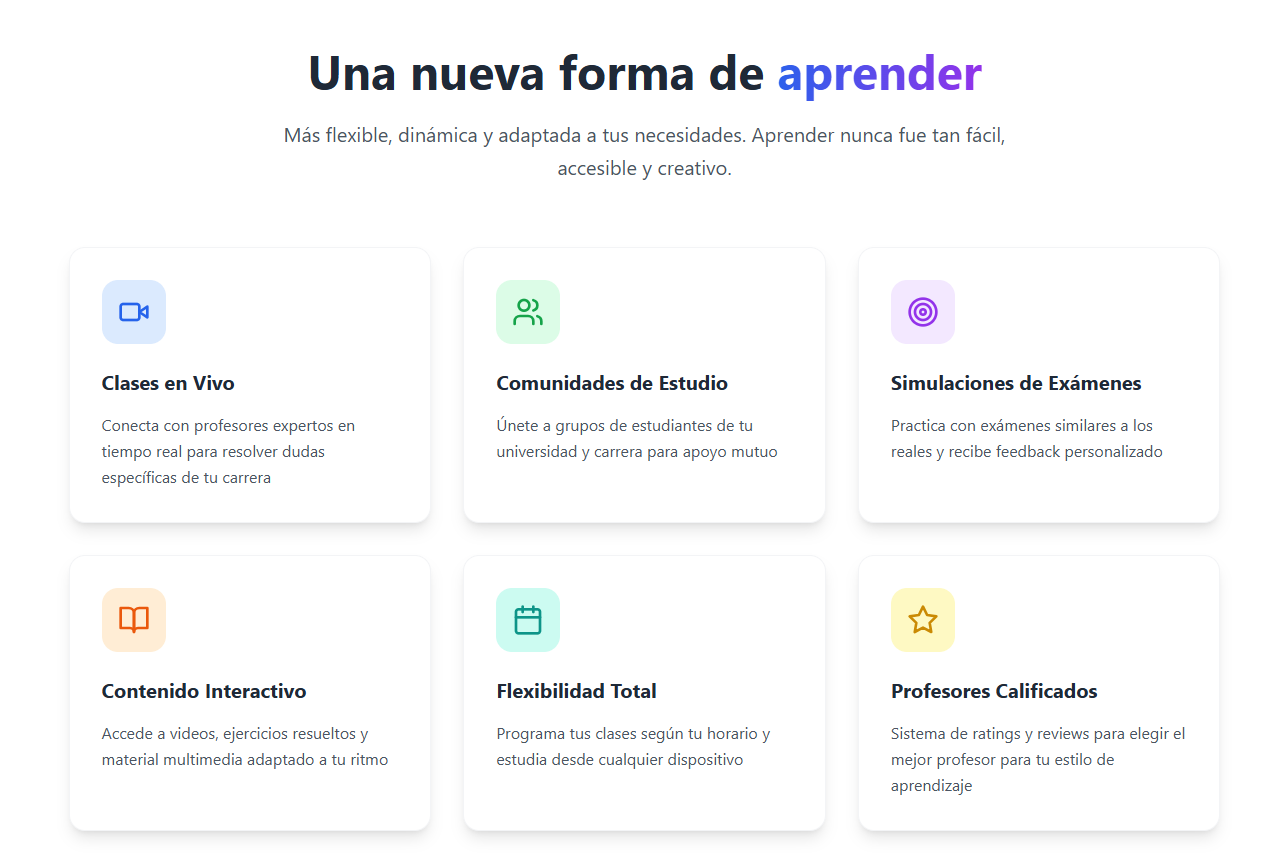 Una nueva forma de aprender
Más flexible, dinámica y adaptada a tus necesidades. Aprender nunca fue tan fácil,
accesible y creativo.
Clases en Vivo
Conecta con profesores expertos en
tiempo real para resolver dudas
específicas de tu carrera
Comunidades de Estudio
Únete a grupos de estudiantes de tu
universidad y carrera para apoyo mutuo
Simulaciones de Exámenes
Practica con exámenes similares a los
reales y recibe feedback personalizado
Contenido Interactivo
Accede a videos, ejercicios resueltos y
material multimedia adaptado a tu ritmo
Flexibilidad Total
Programa tus clases según tu horario y
estudia desde cualquier dispositivo
Profesores Calificados
Sistema de ratings y reviews para elegir el
mejor profesor para tu estilo de
aprendizaje